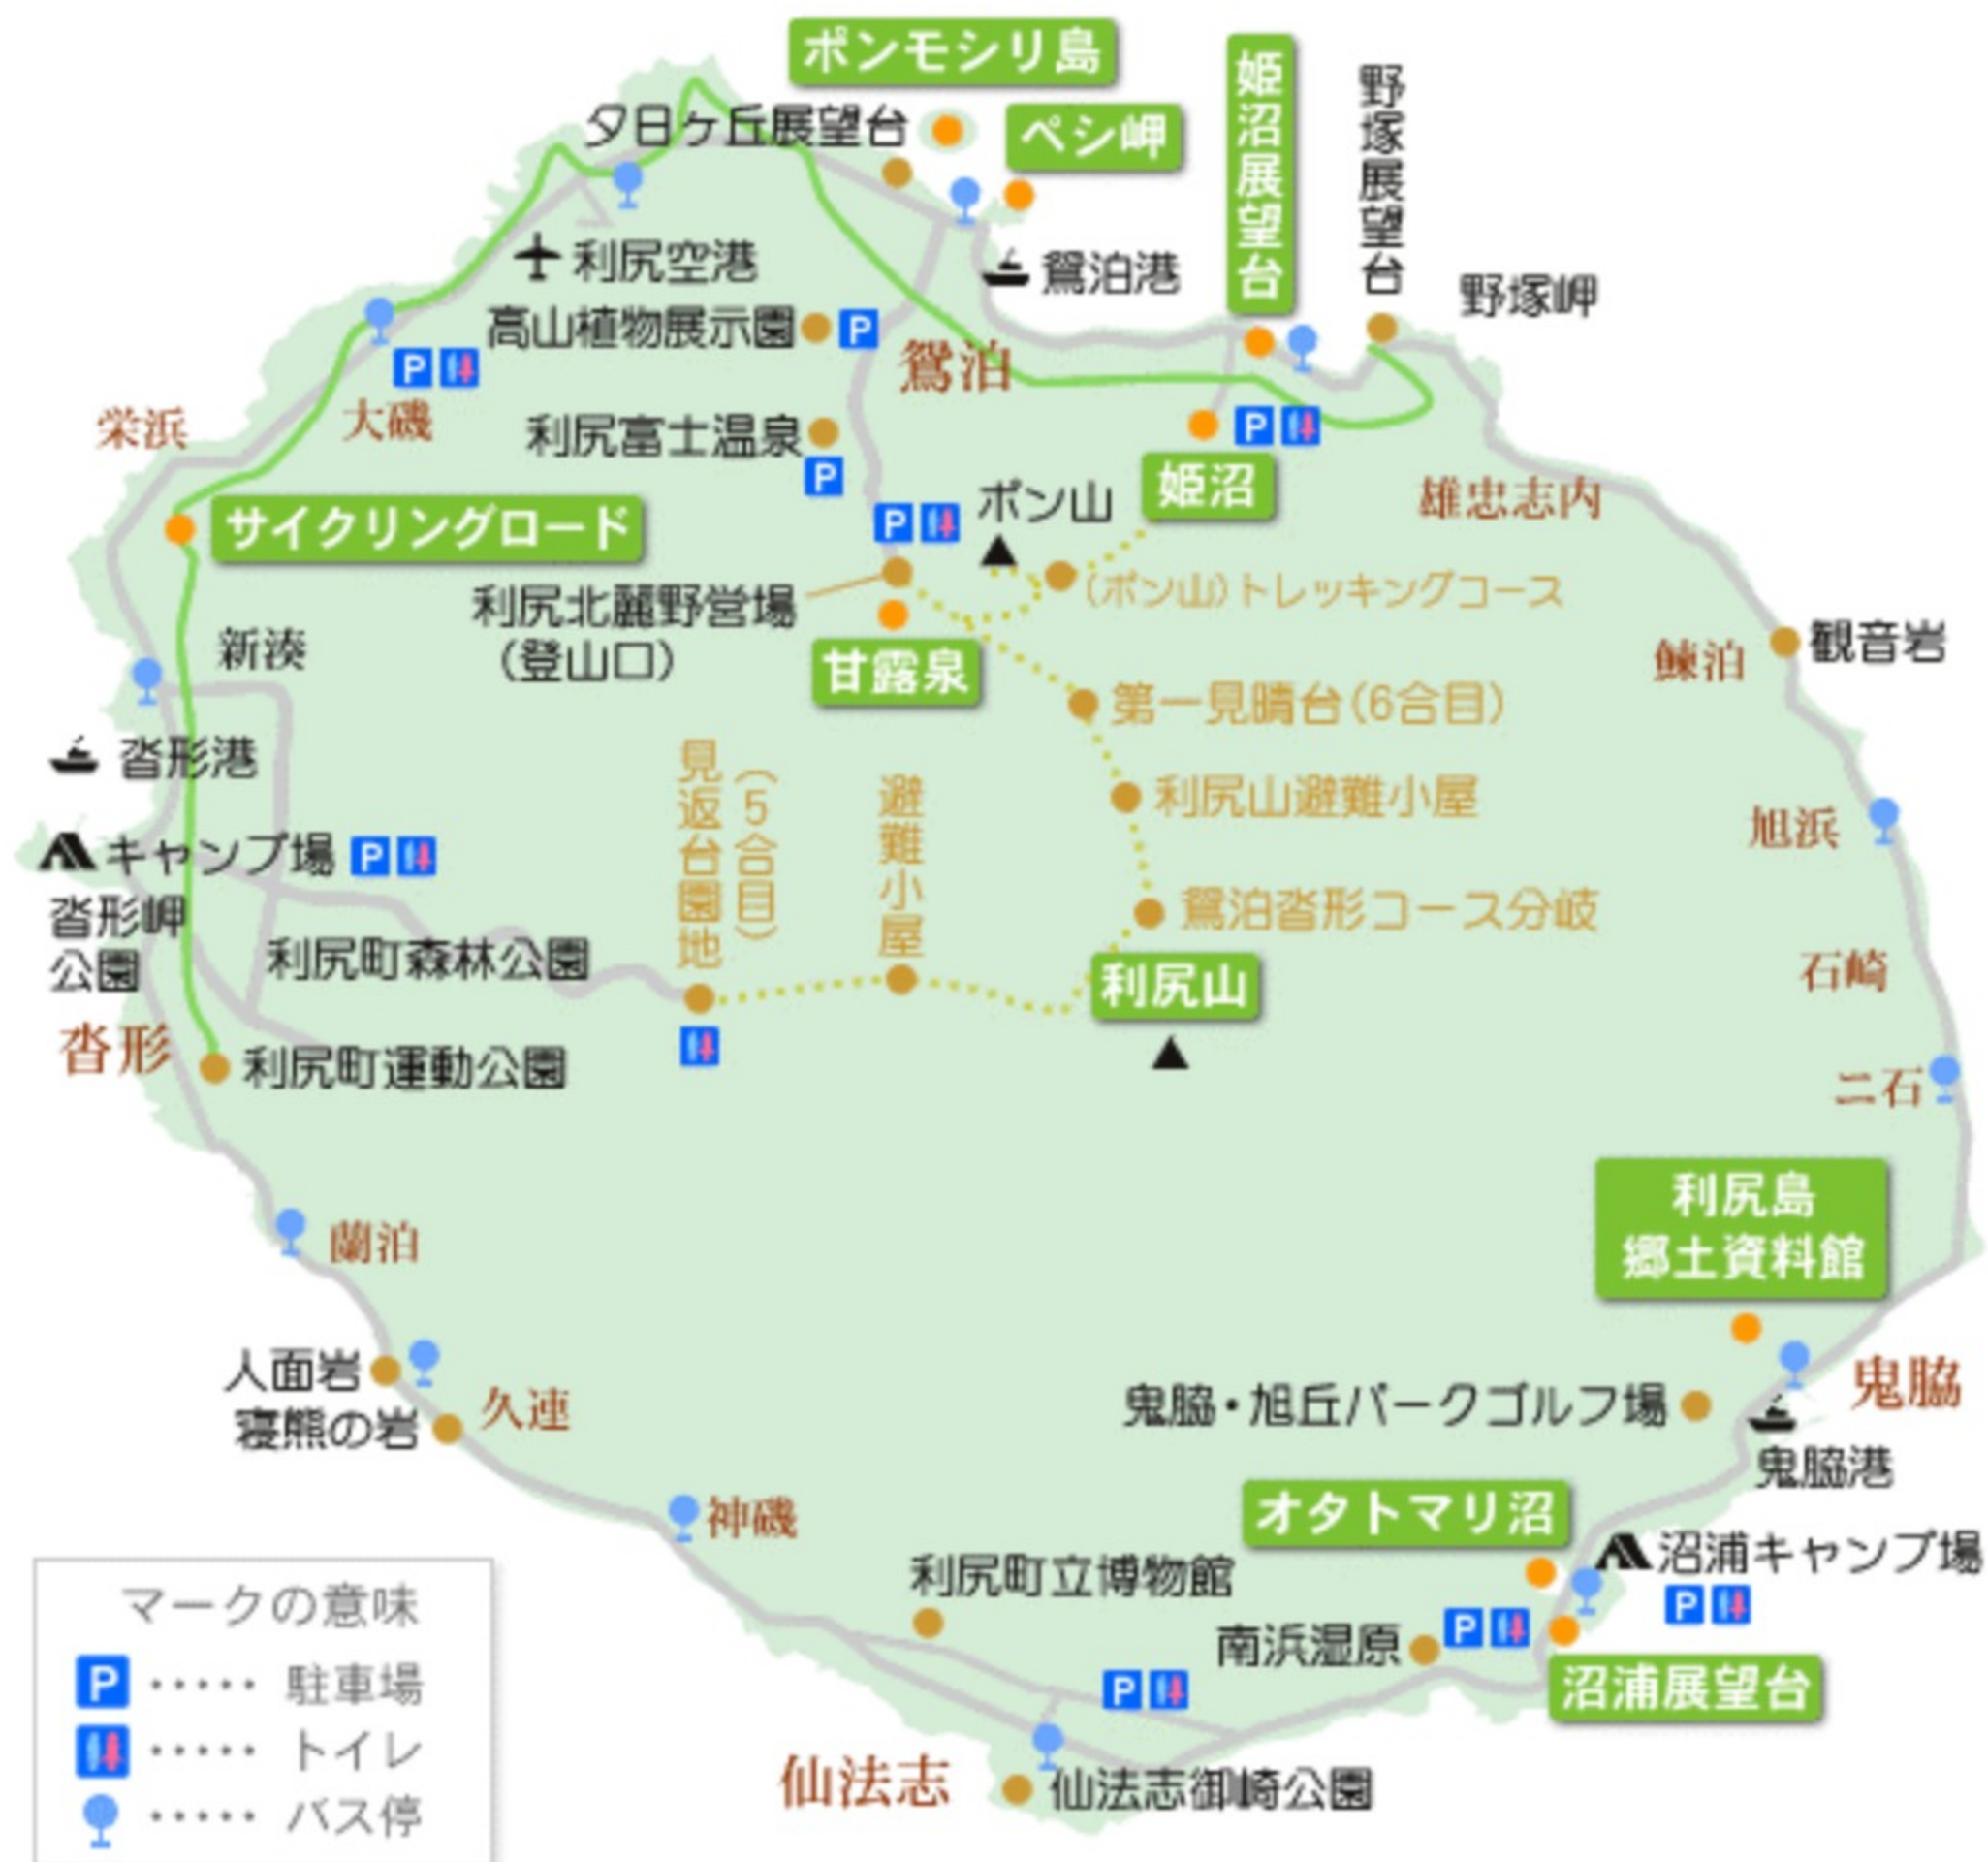 ポンモシリ島
夕日ヶ丘展望台
ペシ岬
姫沼展望台
野塚展望台
野塚岬
利尻空港
鴛泊港
高山植物展示園
P
鴛泊
P
大磯
栄浜
利尻富士温泉
P
P
姫沼
雄忠志内
サイクリングロード
P
ポン山
(ポン山)トレッキングコース
利尻北麓野営場
(登山口)
甘露泉
新湊
観音岩
鰊泊
第一見晴台(6合目)
沓形港
見返台園地
(5合目)
避難小屋
利尻山避難小屋
旭浜
キャンプ場
P
沓形岬
公園
利尻町森林公園
鴛泊沓形コース分岐
利尻山
石崎
沓形
利尻町運動公園
二石
利尻島
郷土資料館
蘭泊
人面岩
寝熊の岩
久連
鬼脇・旭丘パークゴルフ場
鬼脇
鬼脇港
神磯
オタトマリ沼
沼浦キャンプ場
P
利尻町立博物館
南浜湿原
P
沼浦展望台
P
仙法志
仙法志御崎公園
マークの意味
P ····· 駐車場
····· トイレ
····· バス停